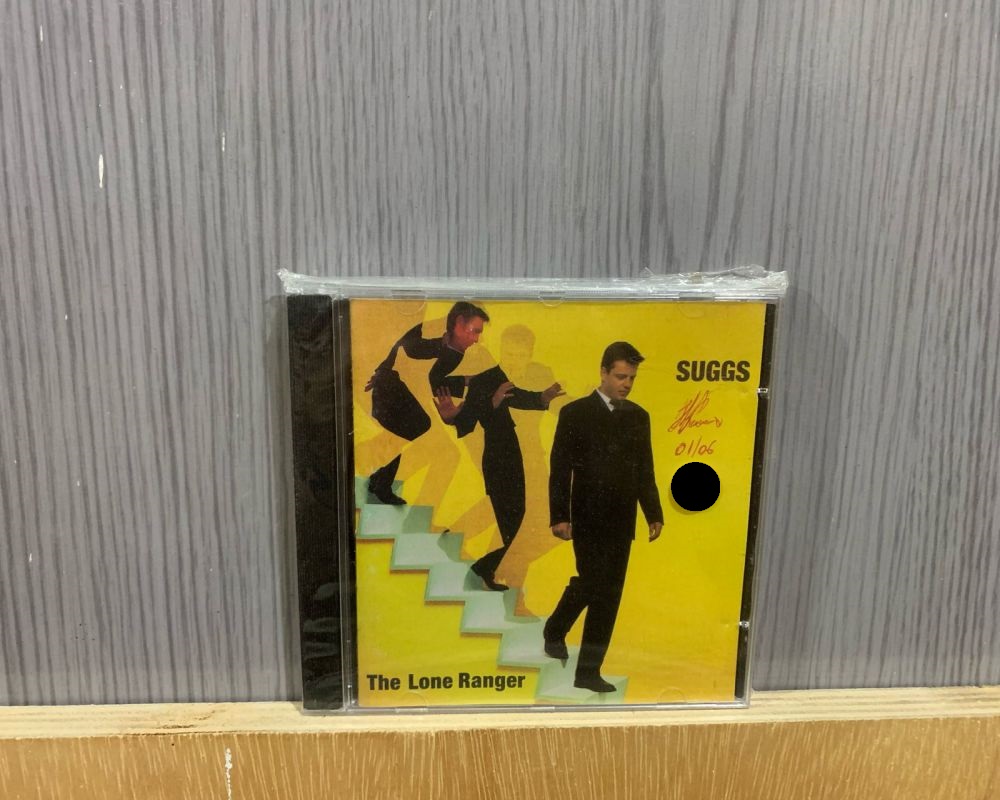 SUGGS
01/06
The Lone Ranger